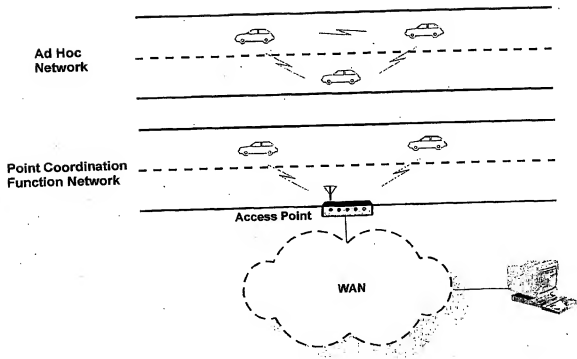 Ad Hoc
Network
Point Coordination
Function Network
Access Point
WAN